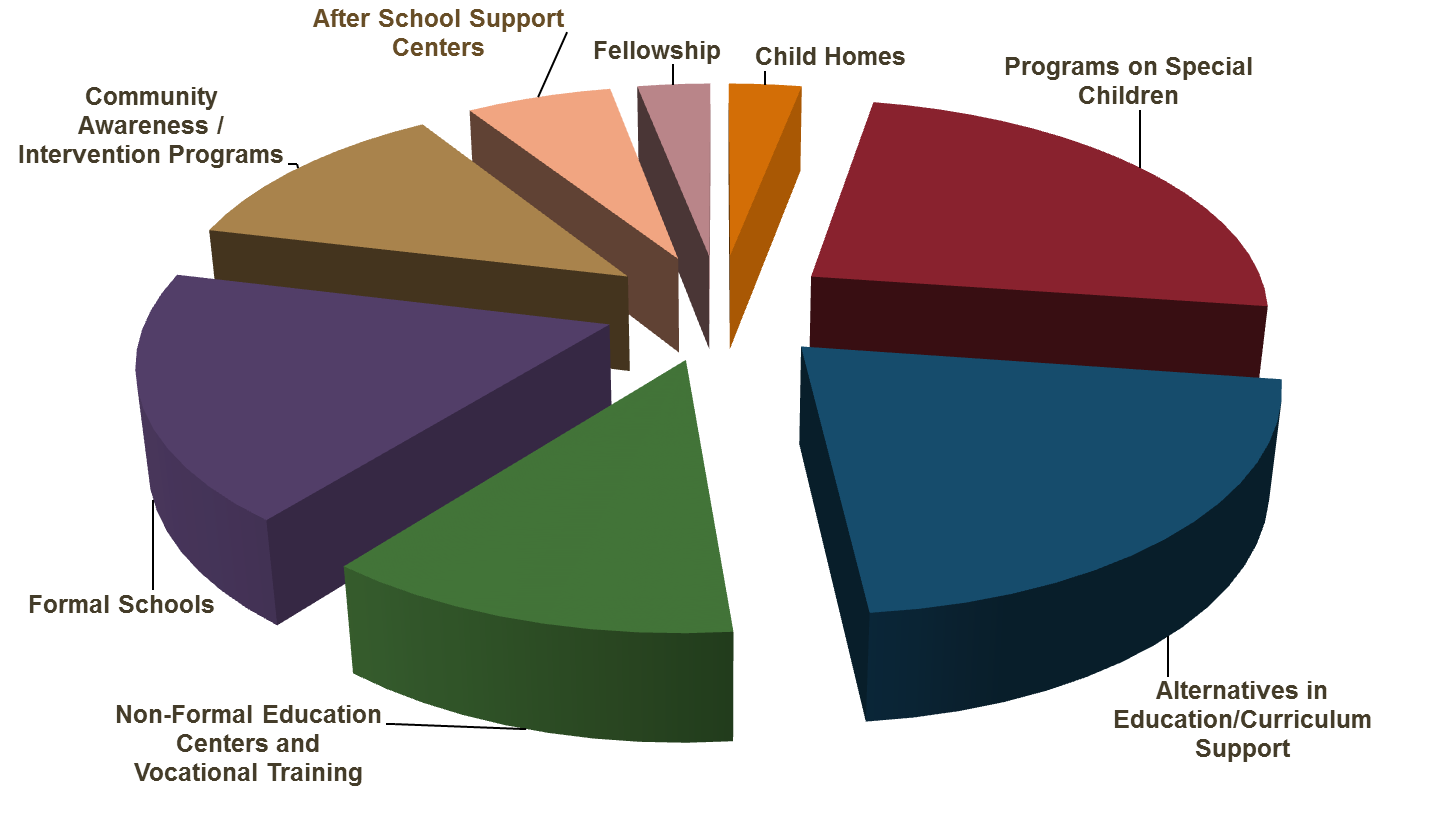 After School Support
Centers
Fellowship
Child Homes
Programs on Special
Children
Community
Awareness /
Intervention Programs
Formal Schools
Non-Formal Education
Centers and
Vocational Training
Alternatives in
Education/Curriculum
Support